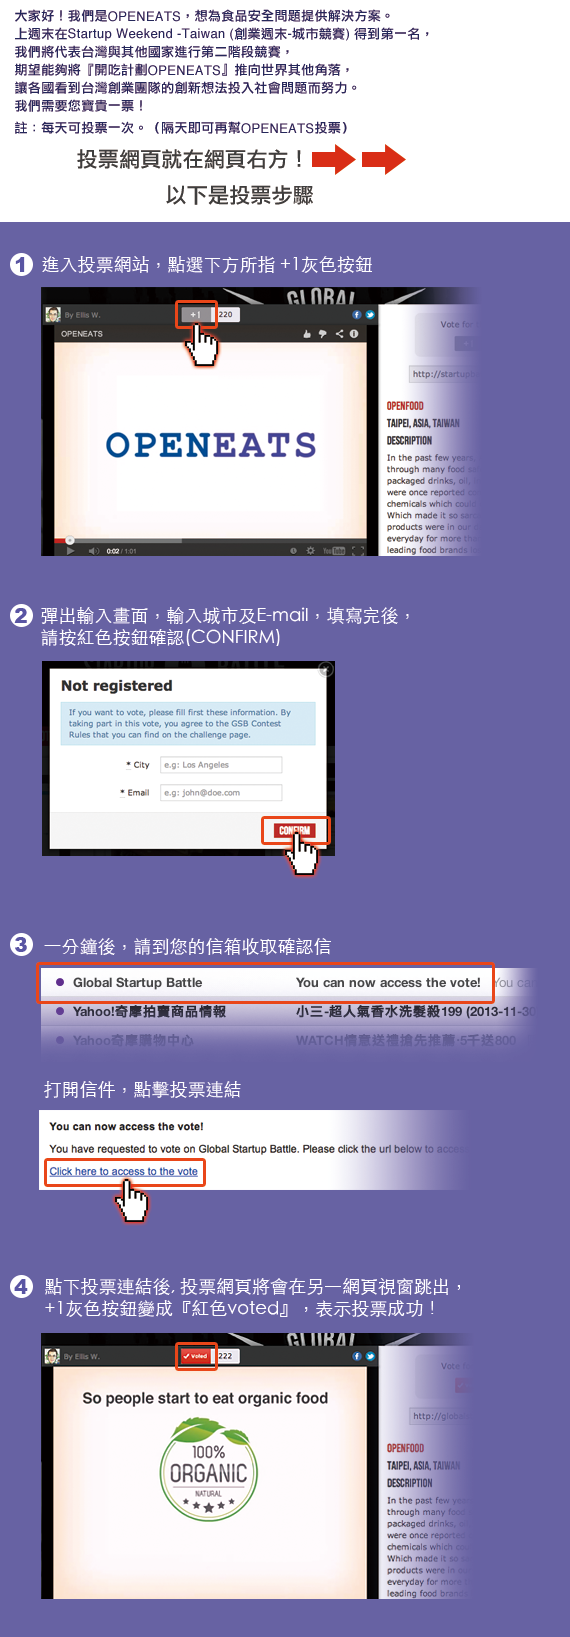 大家好！我們是OPENEATS，想為食品安全問題提供解決方案。
上週末在Startup Weekend -Taiwan (創業週末-城市競賽) 得到第一名，
我們將代表台灣與其他國家進行第二階段競賽，
期望能夠將『開吃計劃OPENEATS』推向世界其他角落，
讓各國看到台灣創業團隊的創新想法投入社會問題而努力。
我們需要您寶貴一票！
註：每天可投票一次。（隔天即可再幫OPENEATS投票）
投票網頁就在網頁右方！
以下是投票步驟
1 進入投票網站，點選下方所指 +1灰色按鈕
GLOBAL
By Ellis W.
+1
220
Vote for
OPENEATS
http://startup
OPENEATS
OPENFOOD
TAIPEI, ASIA, TAIWAN
DESCRIPTION
In the past few years,
through many food
packaged drinks, oil,
were once reported
chemicals which could
Which made it so
products were in our
everyday for more
leading food brands
0:02 / 1:01
YouTube
2 彈出輸入畫面，輸入城市及E-mail，填寫完後，
請按紅色按鈕確認(CONFIRM)
Not registered
If you want to vote, please fill first these information. By
taking part in this vote, you agree to the GSB Contest
Rules that you can find on the challenge page.
* City
e.g: Los Angeles
* Email
e.g: john@doe.com
CONFIRM
3 一分鐘後，請到您的信箱收取確認信
Global Startup Battle You can now access the vote! You can
Yahoo!奇摩拍賣商品情報 小三-超人氣香水洗髮殺199 (2013-11-30
Yahoo奇摩購物中心 WATCH情意送禮搶先推薦‧5千送800
打開信件，點擊投票連結
You can now access the vote!
You have requested to vote on Global Startup Battle. Please click the url below to access
Click here to access to the vote
4 點下投票連結後, 投票網頁將會在另一網頁視窗跳出，
+1灰色按鈕變成『紅色voted』，表示投票成功！
GLOBAL
By Ellis W.
voted
222
Vote for
So people start to eat organic food
http://globa
100%
ORGANIC
NATURAL
OPENFOOD
TAIPEI, ASIA, TAIWAN
DESCRIPTION
In the past few years
through many food
packaged drinks,
were once reported
chemicals which
Which made it so
products were in
everyday for more
leading food brands